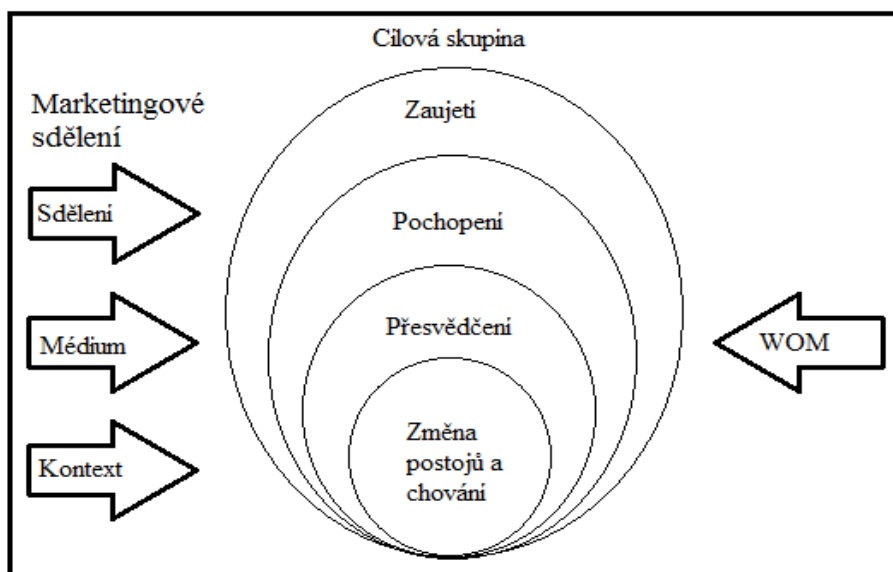 Cílová skupina
Marketingové
sdělení
Sdělení
Médium
Kontext
Zaujetí
Pochopení
Přesvědčení
Změna
postojů a
chování
WOM